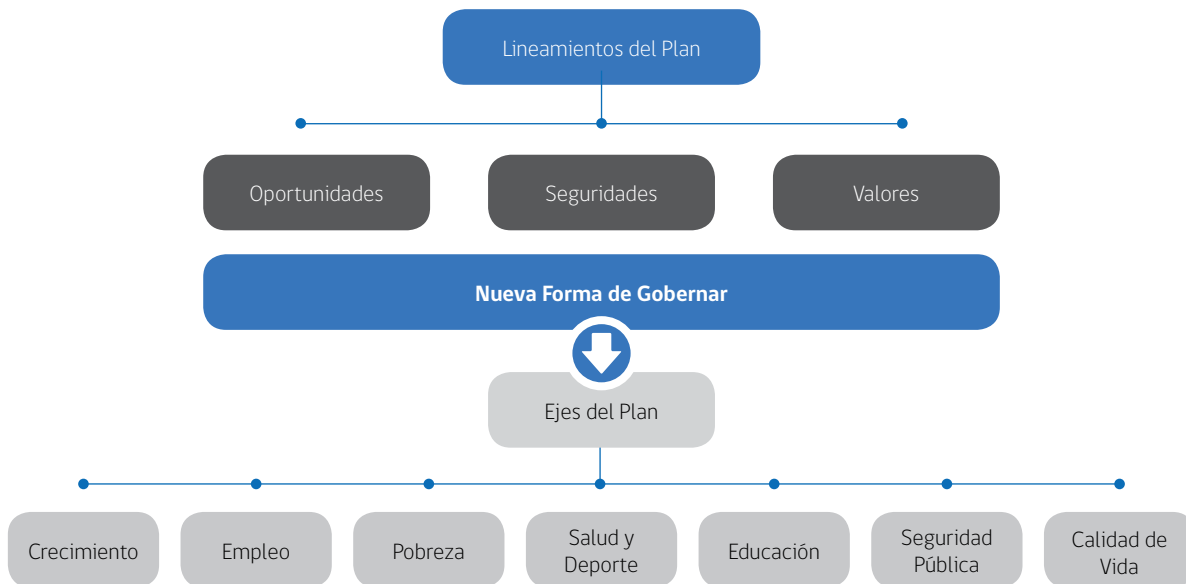 Lineamientos del Plan
Oportunidades
Seguridades
Valores
Nueva Forma de Gobernar
Ejes del Plan
Crecimiento
Empleo
Pobreza
Salud y
Deporte
Educación
Seguridad
Pública
Calidad de
Vida